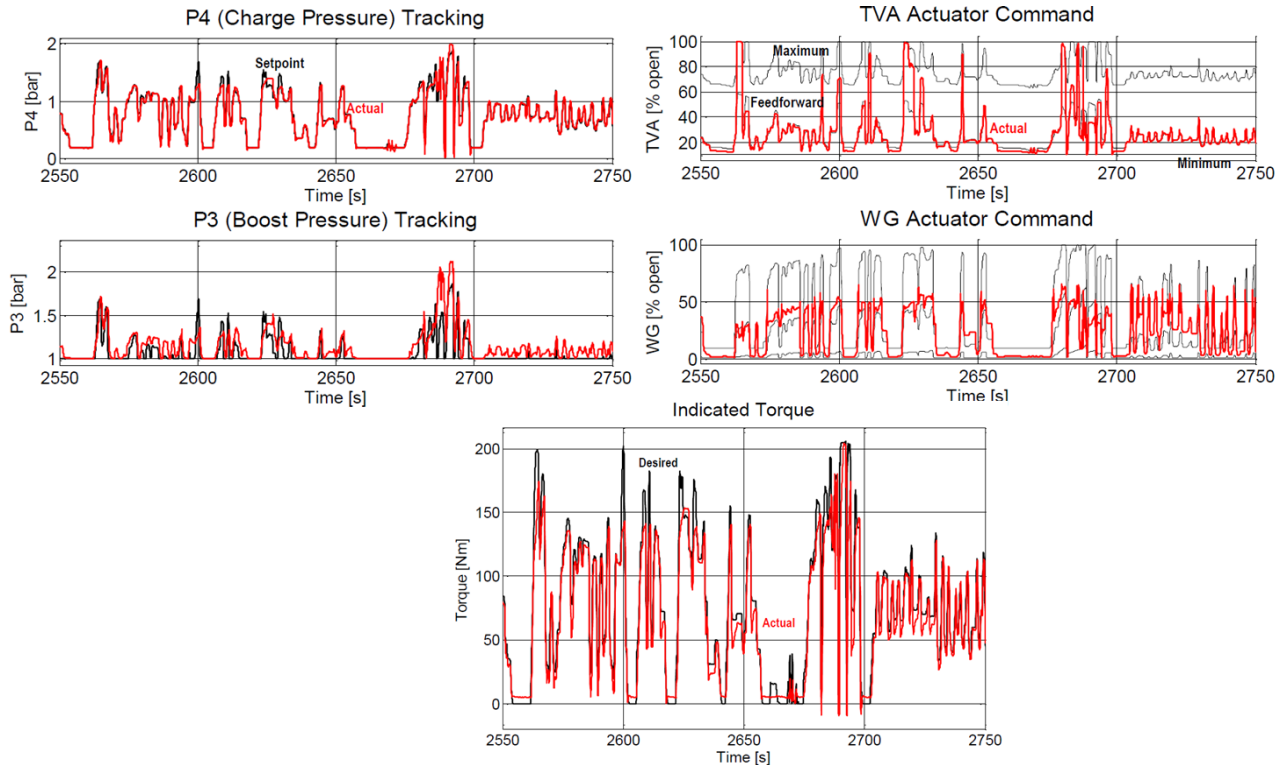 P4 (Charge Pressure) Tracking
2
1
0
P4 [bar]
Setpoint
Actual
2550 2600 2650 2700 2750
Time [s]
TVA Actuator Command
100
80
60
40
20
TVA [% open]
Maximum
Feedforward
Actual
Minimum
2550 2600 2650 2700 2750
Time [s]
P3 (Boost Pressure) Tracking
2
1.5
1
P3 [bar]
2550 2600 2650 2700 2750
Time [s]
WG Actuator Command
100
50
0
WG [% open]
2550 2600 2650 2700 2750
Time [s]
Indicated Torque
200
150
100
50
0
Torque [Nm]
Desired
Actual
2550 2600 2650 2700 2750
Time [s]